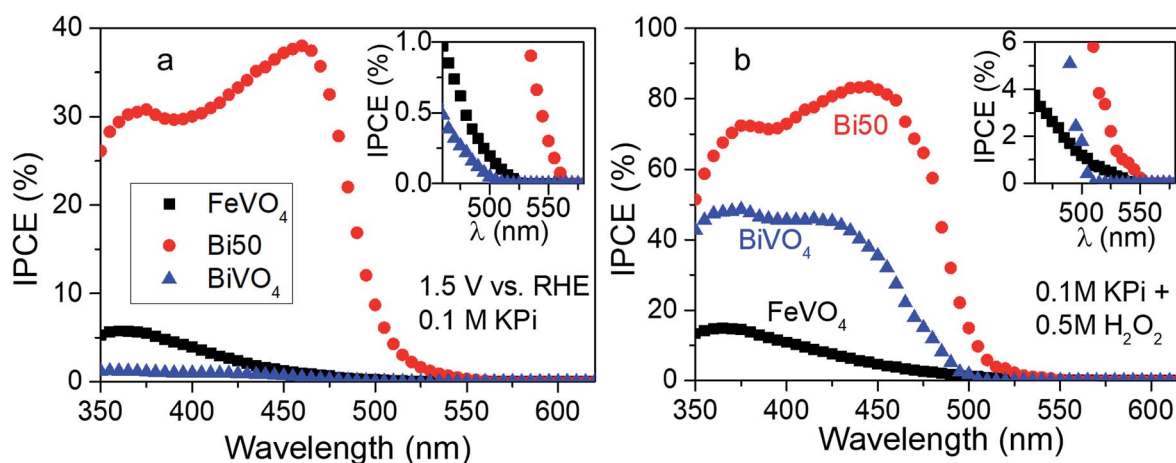 a
IPCE (%)
40
30
20
10
0
350 400 450 500 550 600
Wavelength (nm)
FeVO₄
Bi50
BiVO₄
1.5 V vs. RHE
0.1 M KPi
IPCE (%)
1.0
0.5
0.0
500 550
λ (nm)
b
IPCE (%)
100
80
60
40
20
0
350 400 450 500 550 600
Wavelength (nm)
Bi50
BiVO₄
FeVO₄
0.1M KPi +
0.5M H₂O₂
IPCE (%)
6
4
2
0
500 550
λ (nm)